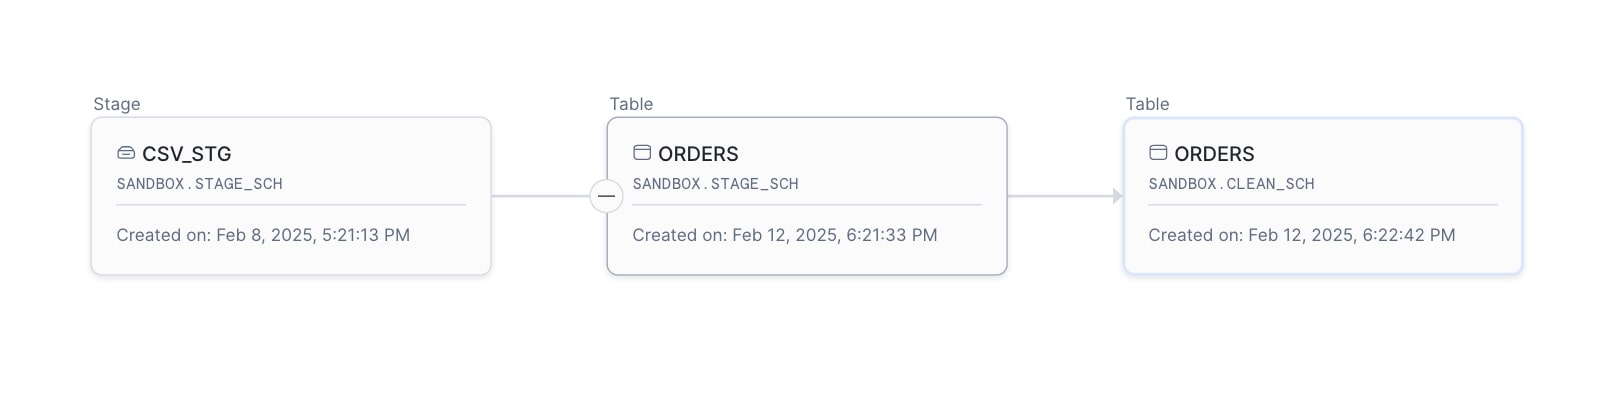 Stage
CSV_STG
SANDBOX.STAGE_SCH
Created on: Feb 8, 2025, 5:21:13 PM
Table
ORDERS
SANDBOX.STAGE_SCH
Created on: Feb 12, 2025, 6:21:33 PM
Table
ORDERS
SANDBOX.CLEAN_SCH
Created on: Feb 12, 2025, 6:22:42 PM